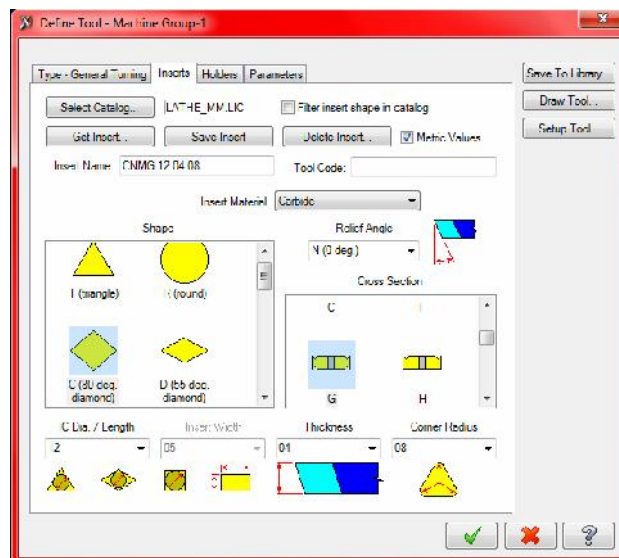 Define Tool - Machine Group-1
Type - General Turning Inserts Holders Parameters
Save To Library
Select Catalog... LATHE_MM.LIC Filter insert shape in catalog
Draw Tool...
Get Insert... Save Insert Delete Insert... Metric Values
Setup Tool
Insert Name: CNMG 12 04 08 Tool Code:
Insert Material Carbide
Shape Relief Angle
N (0 deg.)
T (triangle) R (round)
Cross Section
C
C (80 deg. diamond) D (55 deg. diamond)
G H
IC Dia. / Length Insert Width Thickness Corner Radius
05 04 08